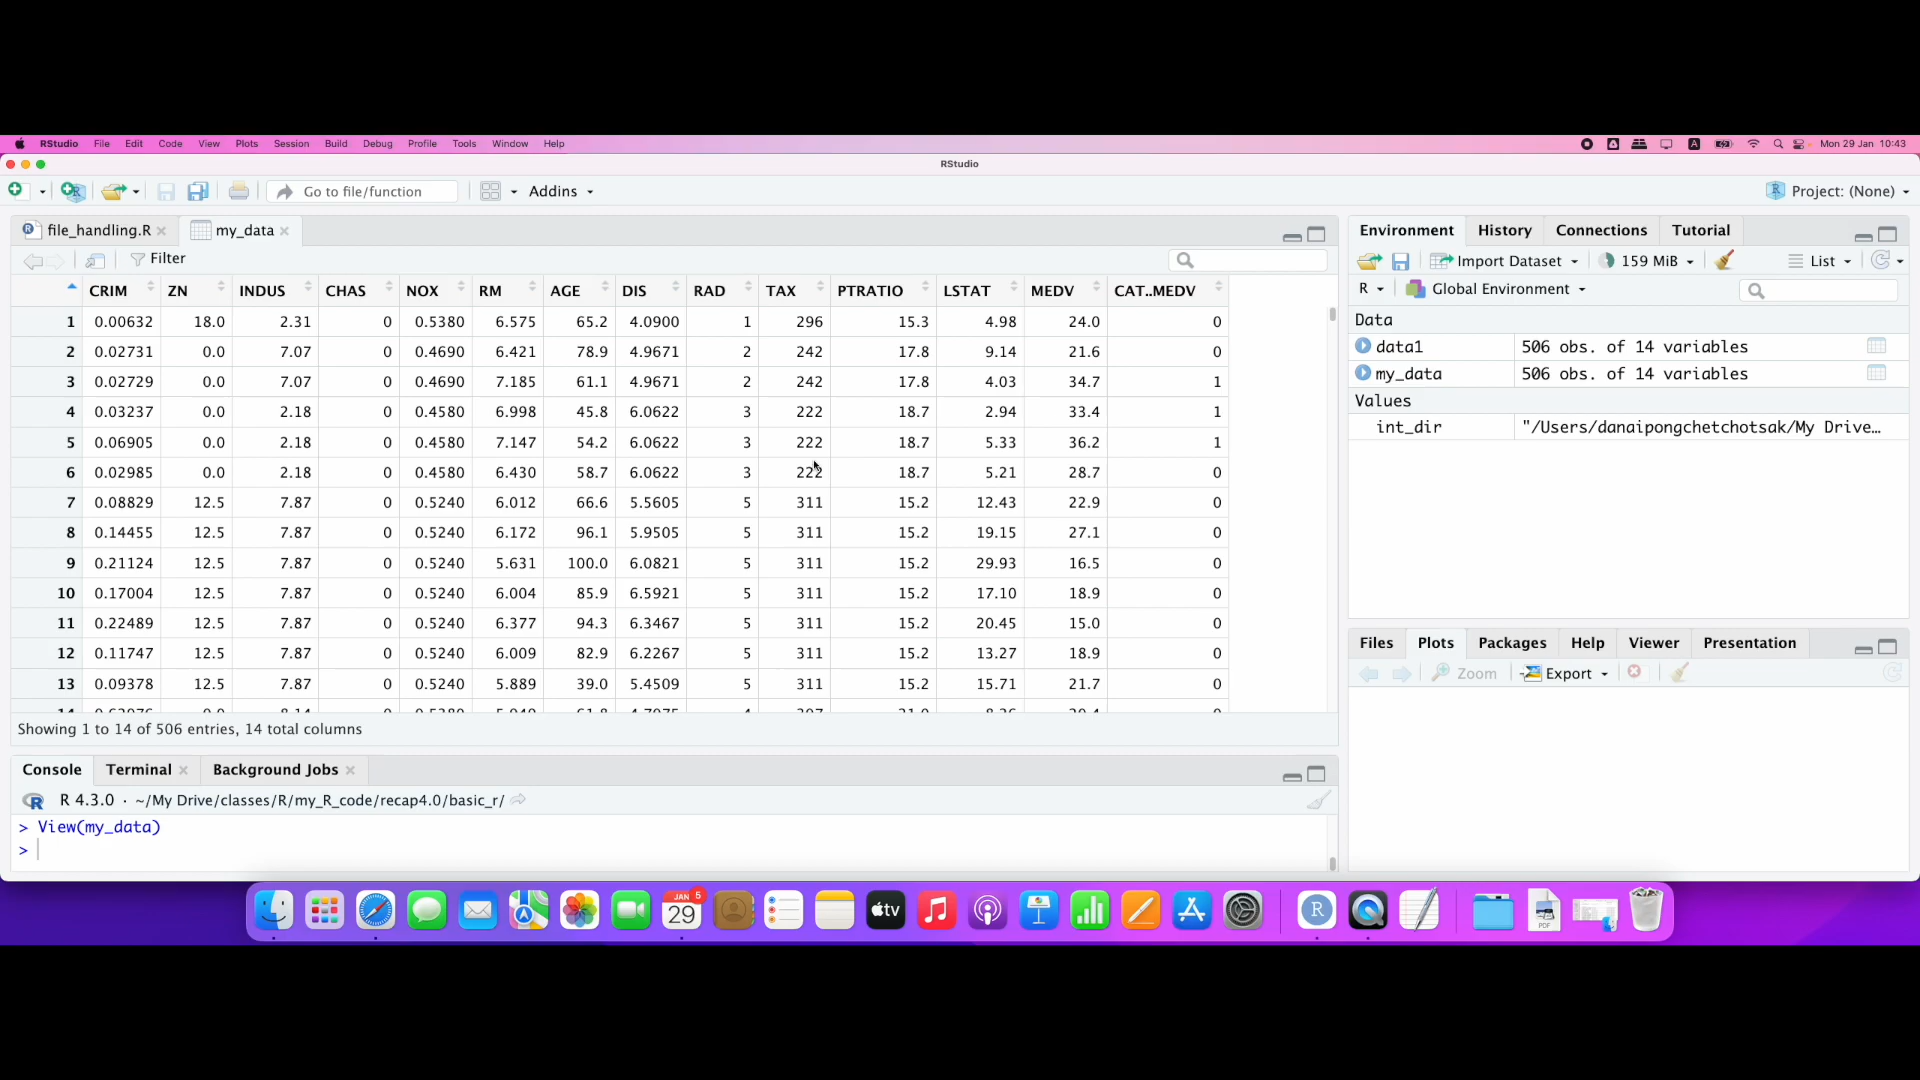 RStudio File Edit Code View Plots Session Build Debug Profile Tools Window Help A Mon 29 Jan 10:43
RStudio
Go to file/function Addins Project: (None)
file_handling.R my_data
Filter
CRIM ZN INDUS CHAS NOX RM AGE DIS RAD TAX PTRATIO LSTAT MEDV CAT..MEDV
1 0.00632 18.0 2.31 0 0.5380 6.575 65.2 4.0900 1 296 15.3 4.98 24.0 0
2 0.02731 0.0 7.07 0 0.4690 6.421 78.9 4.9671 2 242 17.8 9.14 21.6 0
3 0.02729 0.0 7.07 0 0.4690 7.185 61.1 4.9671 2 242 17.8 4.03 34.7 1
4 0.03237 0.0 2.18 0 0.4580 6.998 45.8 6.0622 3 222 18.7 2.94 33.4 1
5 0.06905 0.0 2.18 0 0.4580 7.147 54.2 6.0622 3 222 18.7 5.33 36.2 1
6 0.02985 0.0 2.18 0 0.4580 6.430 58.7 6.0622 3 222 18.7 5.21 28.7 0
7 0.08829 12.5 7.87 0 0.5240 6.012 66.6 5.5605 5 311 15.2 12.43 22.9 0
8 0.14455 12.5 7.87 0 0.5240 6.172 96.1 5.9505 5 311 15.2 19.15 27.1 0
9 0.21124 12.5 7.87 0 0.5240 5.631 100.0 6.0821 5 311 15.2 29.93 16.5 0
10 0.17004 12.5 7.87 0 0.5240 6.004 85.9 6.5921 5 311 15.2 17.10 18.9 0
11 0.22489 12.5 7.87 0 0.5240 6.377 94.3 6.3467 5 311 15.2 20.45 15.0 0
12 0.11747 12.5 7.87 0 0.5240 6.009 82.9 6.2267 5 311 15.2 13.27 18.9 0
13 0.09378 12.5 7.87 0 0.5240 5.889 39.0 5.4509 5 311 15.2 15.71 21.7 0
Showing 1 to 14 of 506 entries, 14 total columns
Console Terminal Background Jobs
R 4.3.0 · ~/My Drive/classes/R/my_R_code/recap4.0/basic_r/
> View(my_data)
>
Environment History Connections Tutorial
Import Dataset 159 MiB List
R Global Environment
Data
data1 506 obs. of 14 variables
my_data 506 obs. of 14 variables
Values
int_dir "/Users/danaipongchetchotsak/My Drive…
Files Plots Packages Help Viewer Presentation
Zoom Export
JAN 5
29
tv
R
PDF